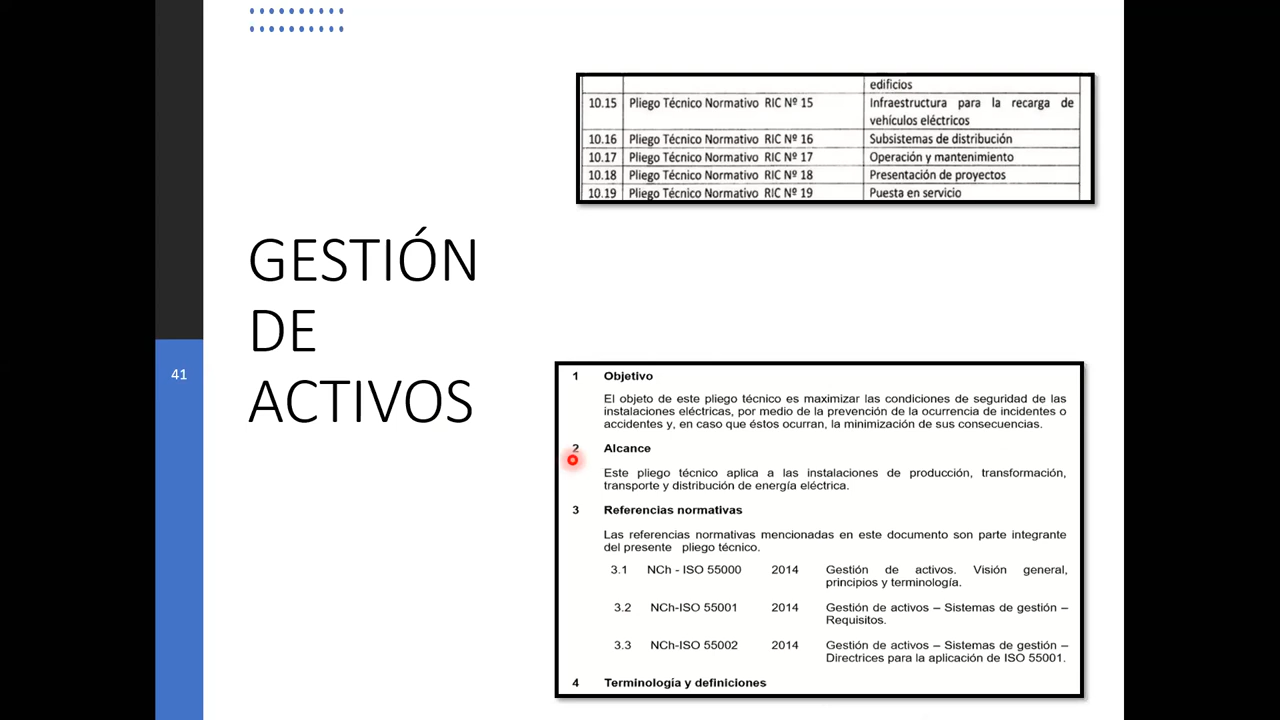 edificios
10.15 Pliego Técnico Normativo RIC Nº 15 Infraestructura para la recarga de
vehículos eléctricos
10.16 Pliego Técnico Normativo RIC Nº 16 Subsistemas de distribución
10.17 Pliego Técnico Normativo RIC Nº 17 Operación y mantenimiento
10.18 Pliego Técnico Normativo RIC Nº 18 Presentación de proyectos
10.19 Pliego Técnico Normativo RIC Nº 19 Puesta en servicio
GESTIÓN
DE
ACTIVOS
41
1 Objetivo
El objeto de este pliego técnico es maximizar las condiciones de seguridad de las
instalaciones eléctricas, por medio de la prevención de la ocurrencia de incidentes o
accidentes y, en caso que éstos ocurran, la minimización de sus consecuencias.
2 Alcance
Este pliego técnico aplica a las instalaciones de producción, transformación,
transporte y distribución de energía eléctrica.
3 Referencias normativas
Las referencias normativas mencionadas en este documento son parte integrante
del presente pliego técnico.
3.1 NCh - ISO 55000 2014 Gestión de activos. Visión general,
principios y terminología.
3.2 NCh-ISO 55001 2014 Gestión de activos – Sistemas de gestión –
Requisitos.
3.3 NCh-ISO 55002 2014 Gestión de activos – Sistemas de gestión –
Directrices para la aplicación de ISO 55001.
4 Terminología y definiciones